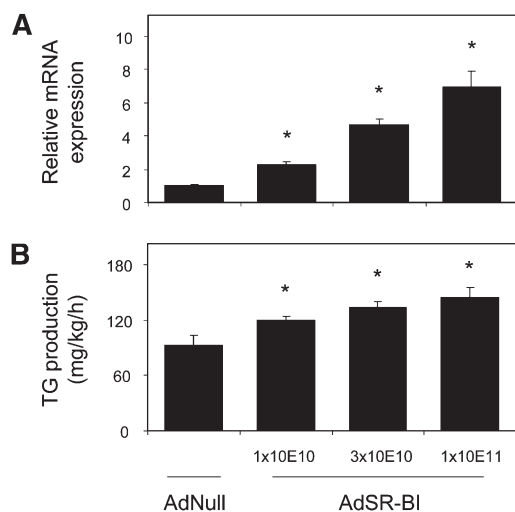 A
Relative mRNA
expression
10
8
6
4
2
0
*
*
*
B
TG production
(mg/kg/h)
180
120
60
0
*
*
*
1x10E10 3x10E10 1x10E11
AdNull AdSR-BI